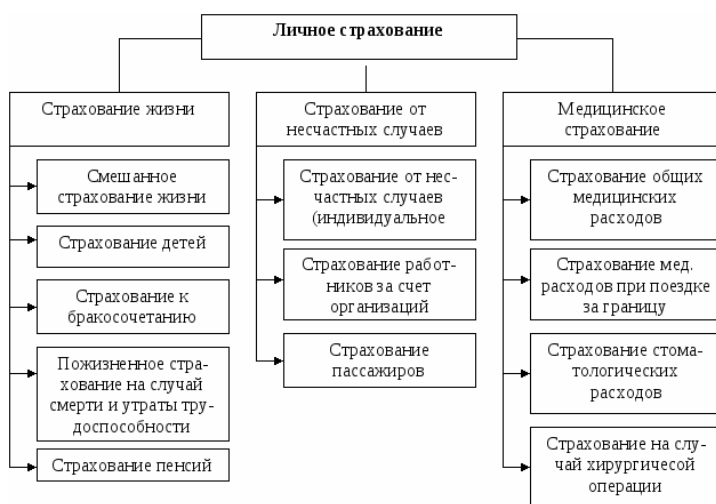 Личное страхование
Страхование жизни
Смешанное
страхование жизни
Страхование детей
Страхование к
бракосочетанию
Пожизненное стра-
хование на случай
смерти и утраты тру-
доспособности
Страхование пенсий
Страхование от
несчастных случаев
Страхование от нес-
частных случаев
(индивидуальное
Страхование работ-
ников за счет
организаций
Страхование
пассажиров
Медицинское
страхование
Страхование общих
медицинских
расходов
Страхование мед.
расходов при поездке
за границу
Страхование стома-
тологических
расходов
Страхование на слу-
чай хирургичесой
операции